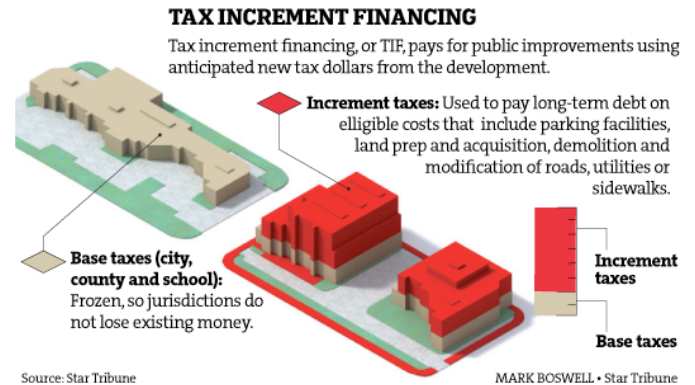 TAX INCREMENT FINANCING
Tax increment financing, or TIF, pays for public improvements using
anticipated new tax dollars from the development.
Increment taxes: Used to pay long-term debt on
elligible costs that include parking facilities,
land prep and acquisition, demolition and
modification of roads, utilities or
sidewalks.
Base taxes (city,
county and school):
Frozen, so jurisdictions do
not lose existing money.
Increment
taxes
Base taxes
Source: Star Tribune
MARK BOSWELL • Star Tribune